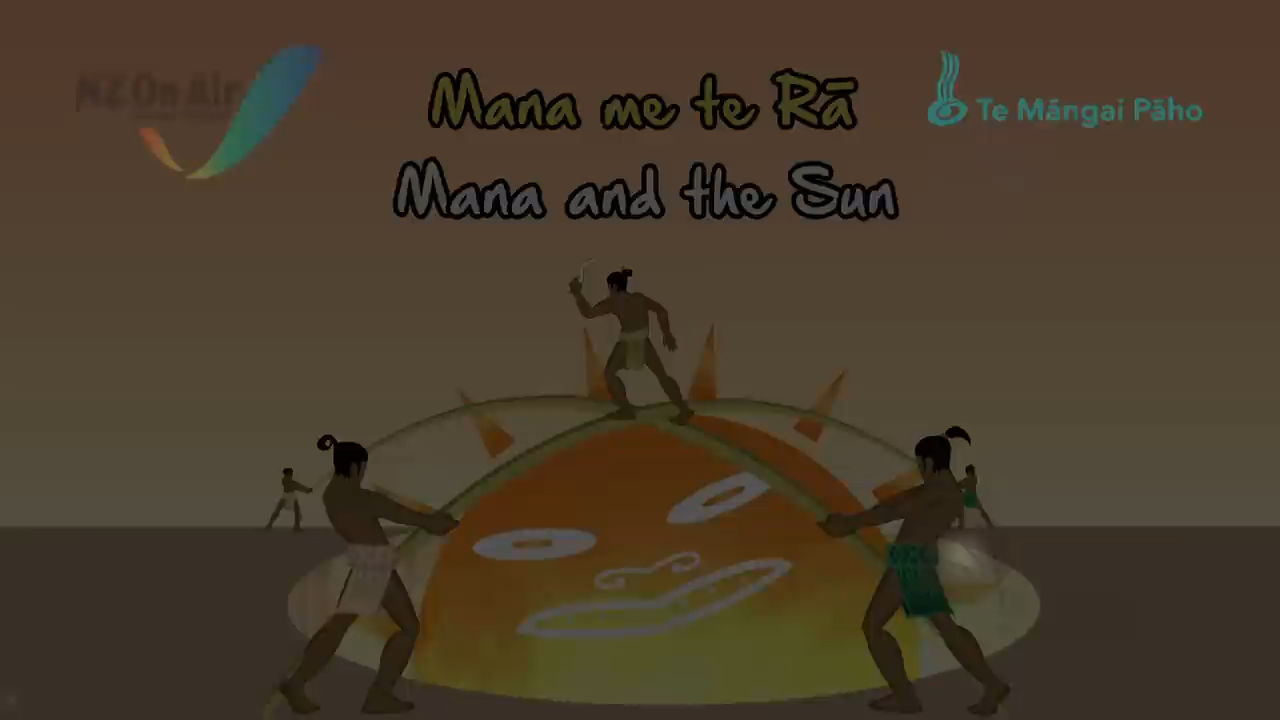 NZ On Air
Mana me te Rā
Te Māngai Pāho
Mana and the Sun